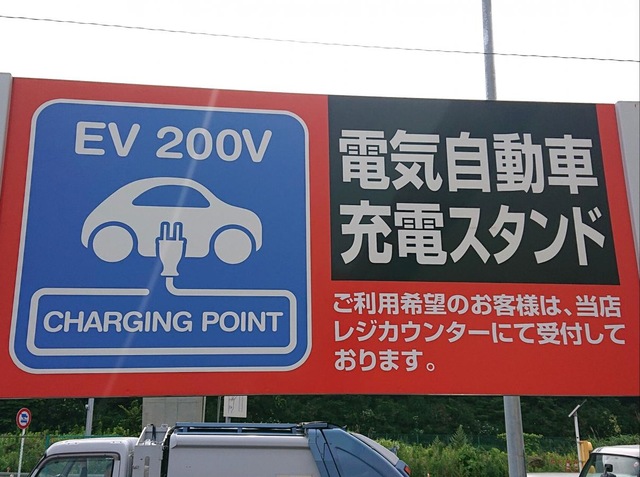 EV 200V
CHARGING POINT
電気自動車
充電スタンド
ご利用希望のお客様は、当店
レジカウンターにて受付して
おります。